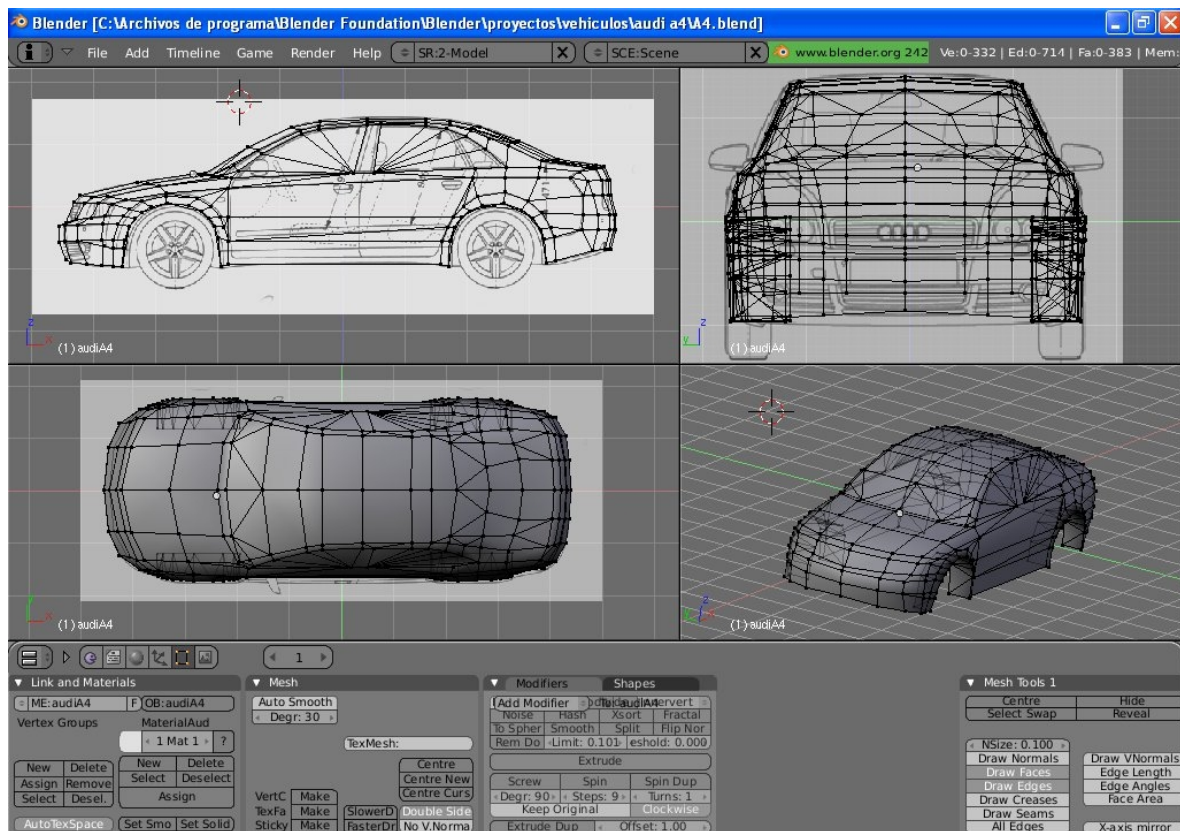 Blender [C:\Archivos de programa\Blender Foundation\Blender\proyectos\vehiculos\audi a4\A4.blend]
File Add Timeline Game Render Help SR:2-Model X SCE:Scene X www.blender.org 242 Ve:0-332 | Ed:0-714 | Fa:0-383 | Mem:
z
x
(1) audiA4
z
y
(1) audiA4
y
x
(1) audiA4
z
x
(1) audiA4
1
Link and Materials
ME:audiA4 F OB:audiA4
Vertex Groups MaterialAud
1 Mat 1 ?
New Delete New Delete
Assign Remove Select Deselect
Select Desel. Assign
AutoTexSpace Set Smo Set Solid
Mesh
Auto Smooth
Degr: 30
TexMesh:
Centre
Centre New
VertC Make Centre Curs
TexFa Make SlowerD Double Side
Sticky Make FasterDr No V.Norma
Modifiers Shapes
Add Modifier To: audiA4
Noise Hash Xsort Fractal
To Spher Smooth Split Flip Nor
Rem Do Limit: 0.101 eshold: 0.000
Extrude
Screw Spin Spin Dup
Degr: 90 Steps: 9 Turns: 1
Keep Original Clockwise
Extrude Dup Offset: 1.00
Mesh Tools 1
Centre Hide
Select Swap Reveal
NSize: 0.100
Draw Normals Draw VNormals
Draw Faces Edge Length
Draw Edges Edge Angles
Draw Creases Face Area
Draw Seams
All Edges X-axis mirror